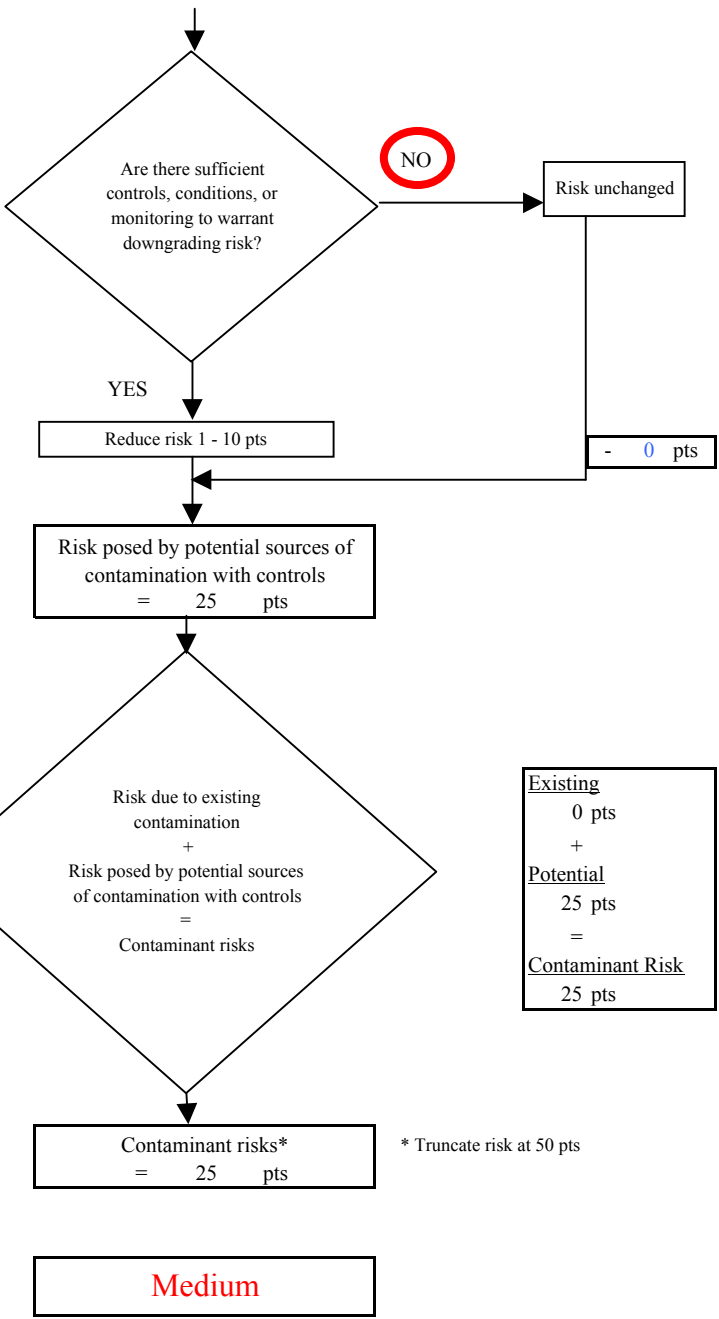 Are there sufficient
controls, conditions, or
monitoring to warrant
downgrading risk?
NO
Risk unchanged
YES
Reduce risk 1 - 10 pts
- 0 pts
Risk posed by potential sources of
contamination with controls
= 25 pts
Risk due to existing
contamination
+
Risk posed by potential sources
of contamination with controls
=
Contaminant risks
Existing
0 pts
+
Potential
25 pts
=
Contaminant Risk
25 pts
Contaminant risks*
= 25 pts
* Truncate risk at 50 pts
Medium